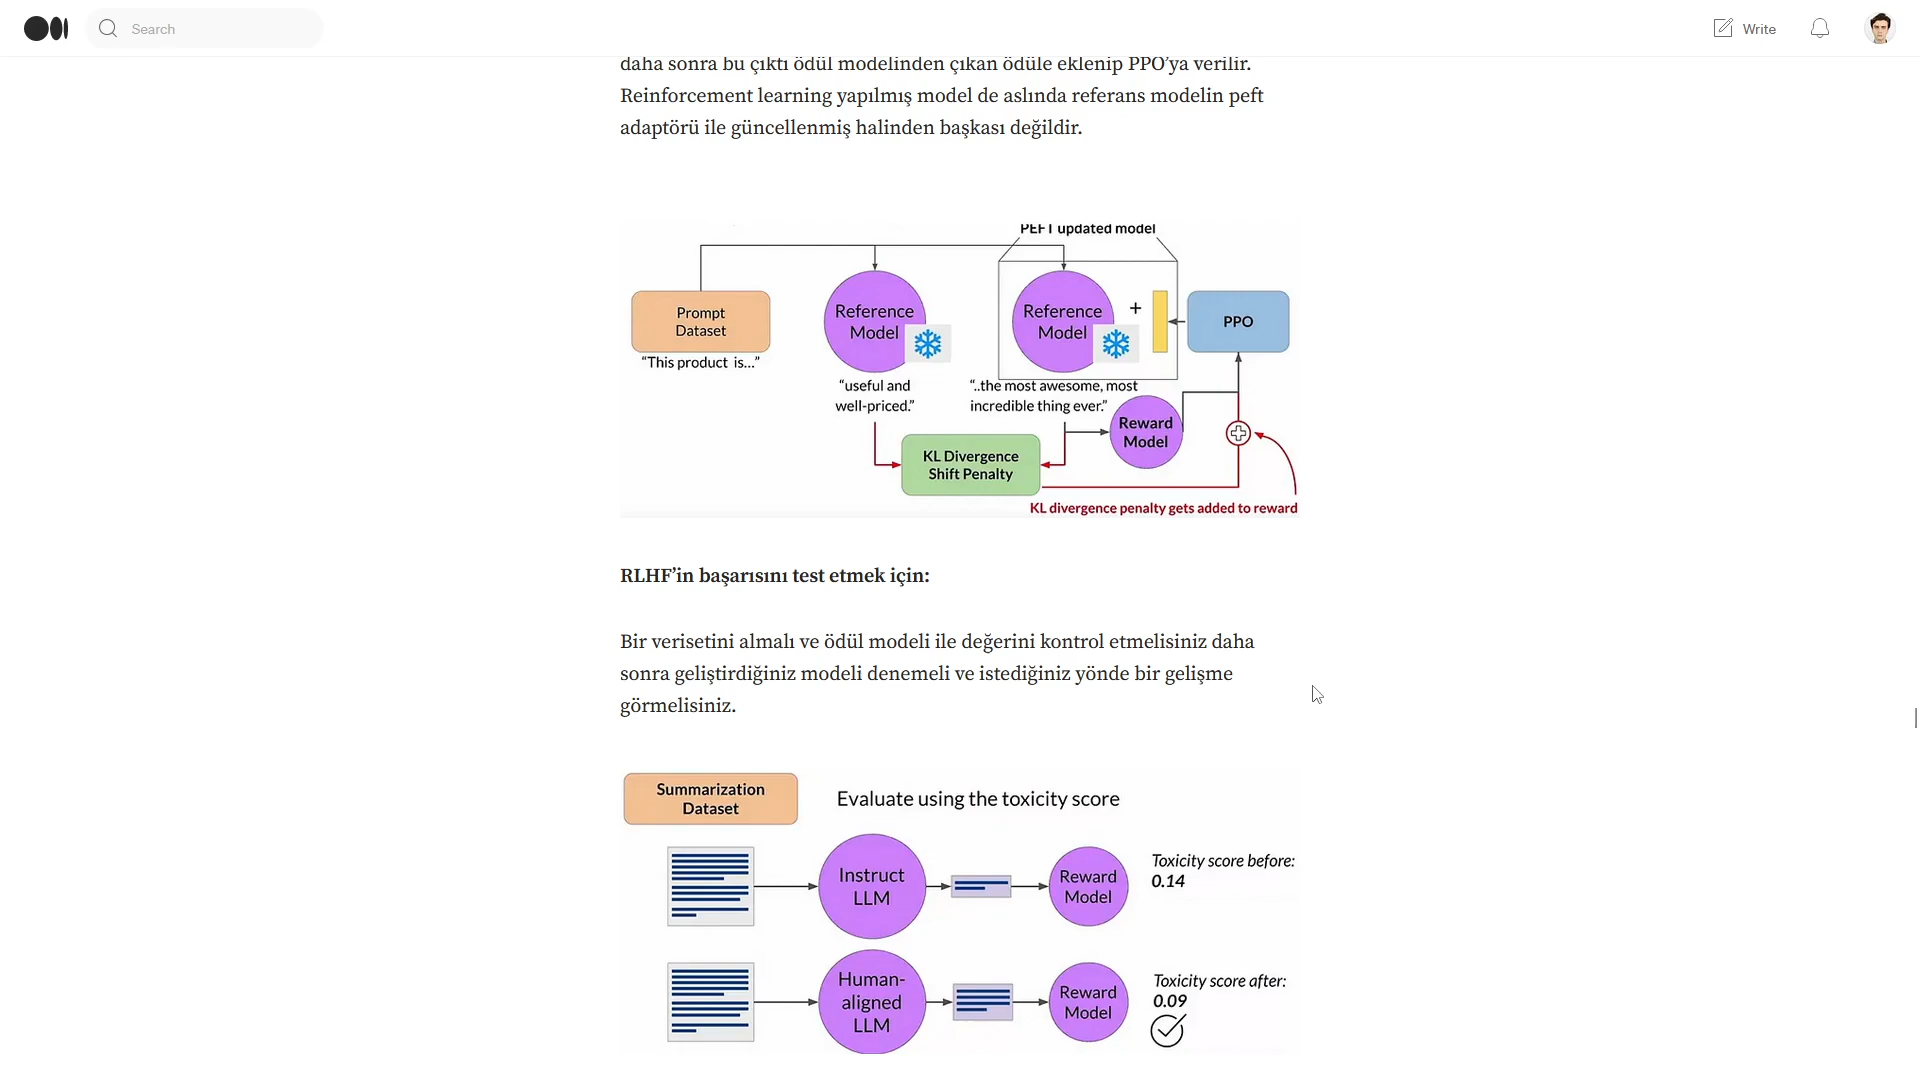 Search
Write
daha sonra bu çıktı ödül modelinden çıkan ödüle eklenip PPO’ya verilir.
Reinforcement learning yapılmış model de aslında referans modelin peft
adaptörü ile güncellenmiş halinden başkası değildir.
PEFT updated model
Prompt
Dataset
Reference
Model
Reference
Model
+
PPO
“This product is...”
“useful and
well-priced.”
“..the most awesome, most
incredible thing ever.”
Reward
Model
KL Divergence
Shift Penalty
KL divergence penalty gets added to reward
RLHF’in başarısını test etmek için:
Bir verisetini almalı ve ödül modeli ile değerini kontrol etmelisiniz daha
sonra geliştirdiğiniz modeli denemeli ve istediğiniz yönde bir gelişme
görmelisiniz.
Summarization
Dataset
Evaluate using the toxicity score
Instruct
LLM
Reward
Model
Toxicity score before:
0.14
Human-
aligned
LLM
Reward
Model
Toxicity score after:
0.09